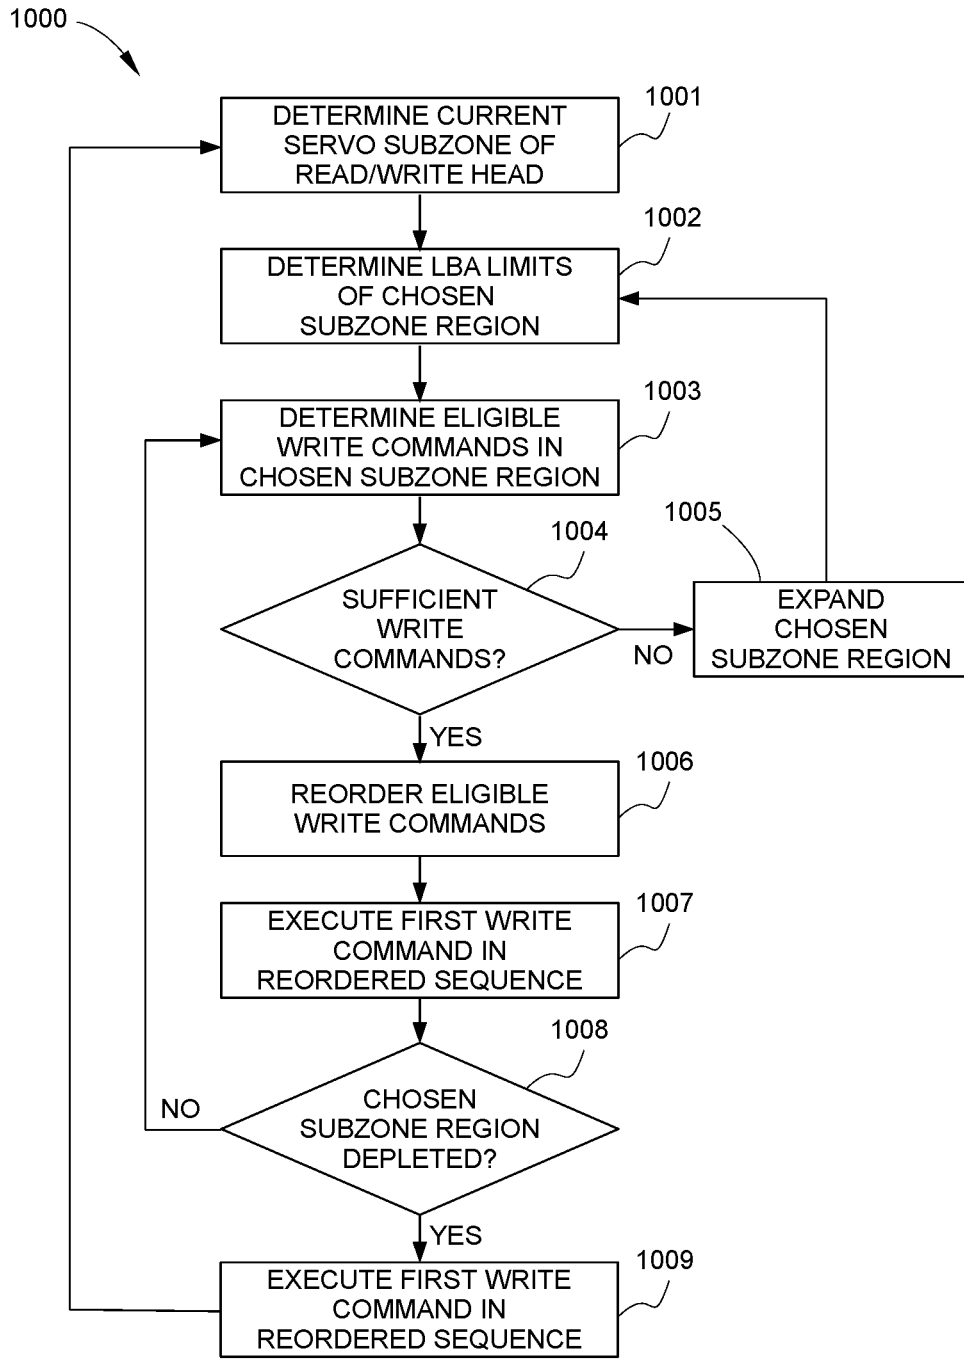 1000
1001
DETERMINE CURRENT
SERVO SUBZONE OF
READ/WRITE HEAD
1002
DETERMINE LBA LIMITS
OF CHOSEN
SUBZONE REGION
1003
DETERMINE ELIGIBLE
WRITE COMMANDS IN
CHOSEN SUBZONE REGION
1004
SUFFICIENT
WRITE
COMMANDS?
NO
1005
EXPAND
CHOSEN
SUBZONE REGION
YES
1006
REORDER ELIGIBLE
WRITE COMMANDS
1007
EXECUTE FIRST WRITE
COMMAND IN
REORDERED SEQUENCE
1008
CHOSEN
SUBZONE REGION
DEPLETED?
NO
YES
1009
EXECUTE FIRST WRITE
COMMAND IN
REORDERED SEQUENCE